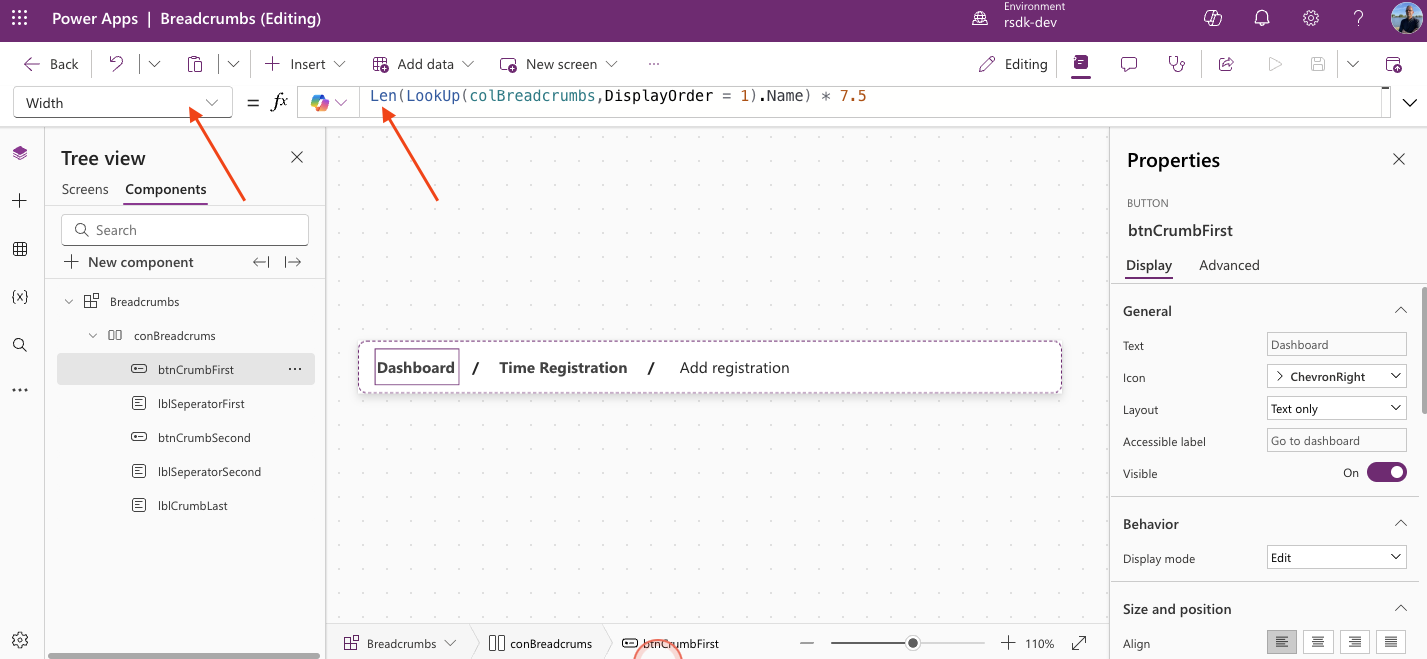 Power Apps | Breadcrumbs (Editing)
Environment
rsdk-dev
?
Back
Insert
Add data
New screen
...
Editing
Width
= fx
Len(LookUp(colBreadcrumbs,DisplayOrder = 1).Name) * 7.5
Tree view
Screens
Components
Search
New component
{x}
Breadcrumbs
conBreadcrums
btnCrumbFirst
...
lblSeperatorFirst
btnCrumbSecond
lblSeperatorSecond
lblCrumbLast
Dashboard / Time Registration / Add registration
Breadcrumbs
conBreadcrums
btnCrumbFirst
110%
Properties
BUTTON
btnCrumbFirst
Display
Advanced
General
Text
Dashboard
Icon
ChevronRight
Layout
Text only
Accessible label
Go to dashboard
Visible
On
Behavior
Display mode
Edit
Size and position
Align